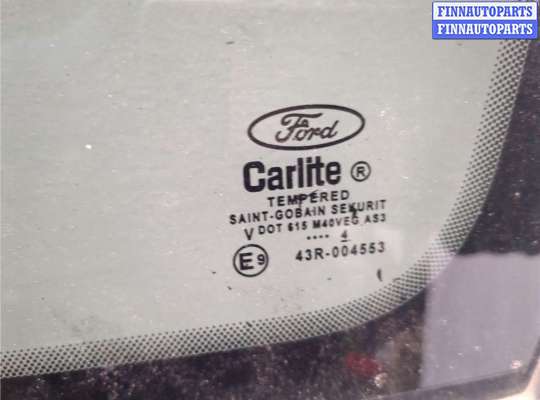 FINNAUTOPARTS
FINNAUTOPARTS
Ford
Carlite ®
TEMPERED
SAINT-GOBAIN SEKURIT
V DOT 615 M40VEG AS3
.... 4
E9 43R-004553